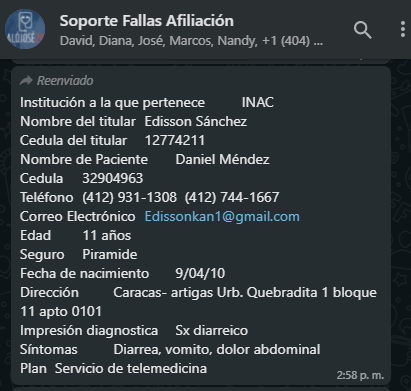 Soporte Fallas Afiliación
David, Diana, José, Marcos, Nandy, +1 (404) ...
Reenviado
Institución a la que pertenece INAC
Nombre del titular Edisson Sánchez
Cedula del titular 12774211
Nombre de Paciente Daniel Méndez
Cedula 32904963
Teléfono (412) 931-1308 (412) 744-1667
Correo Electrónico Edissonkan1@gmail.com
Edad 11 años
Seguro Piramide
Fecha de nacimiento 9/04/10
Dirección Caracas- artigas Urb. Quebradita 1 bloque
11 apto 0101
Impresión diagnostica Sx diarreico
Síntomas Diarrea, vomito, dolor abdominal
Plan Servicio de telemedicina
2:58 p. m.